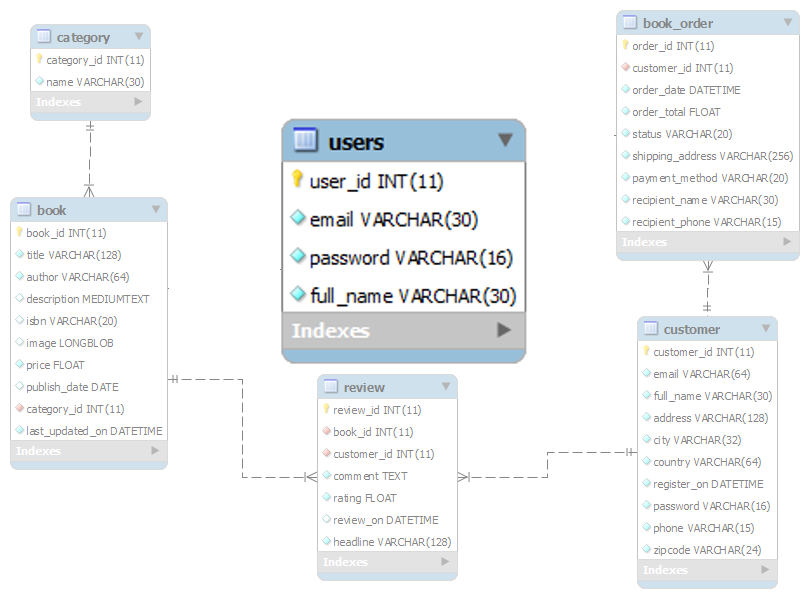 category
category_id INT(11)
name VARCHAR(30)
Indexes
book
book_id INT(11)
title VARCHAR(128)
author VARCHAR(64)
description MEDIUMTEXT
isbn VARCHAR(20)
image LONGBLOB
price FLOAT
publish_date DATE
category_id INT(11)
last_updated_on DATETIME
Indexes
users
user_id INT(11)
email VARCHAR(30)
password VARCHAR(16)
full_name VARCHAR(30)
Indexes
review
review_id INT(11)
book_id INT(11)
customer_id INT(11)
comment TEXT
rating FLOAT
review_on DATETIME
headline VARCHAR(128)
Indexes
book_order
order_id INT(11)
customer_id INT(11)
order_date DATETIME
order_total FLOAT
status VARCHAR(20)
shipping_address VARCHAR(256)
payment_method VARCHAR(20)
recipient_name VARCHAR(30)
recipient_phone VARCHAR(15)
Indexes
customer
customer_id INT(11)
email VARCHAR(64)
full_name VARCHAR(30)
address VARCHAR(128)
city VARCHAR(32)
country VARCHAR(64)
register_on DATETIME
password VARCHAR(16)
phone VARCHAR(15)
zipcode VARCHAR(24)
Indexes